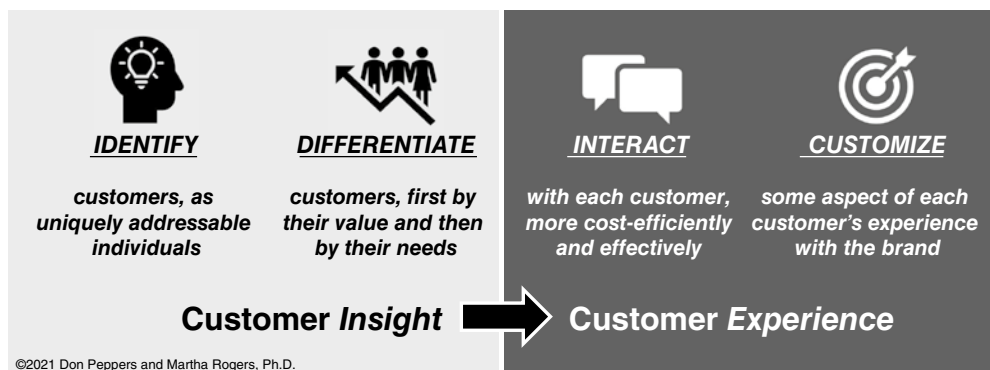 IDENTIFY
customers, as
uniquely addressable
individuals
DIFFERENTIATE
customers, first by
their value and then
by their needs
INTERACT
with each customer,
more cost-efficiently
and effectively
CUSTOMIZE
some aspect of each
customer’s experience
with the brand
Customer Insight
Customer Experience
©2021 Don Peppers and Martha Rogers, Ph.D.